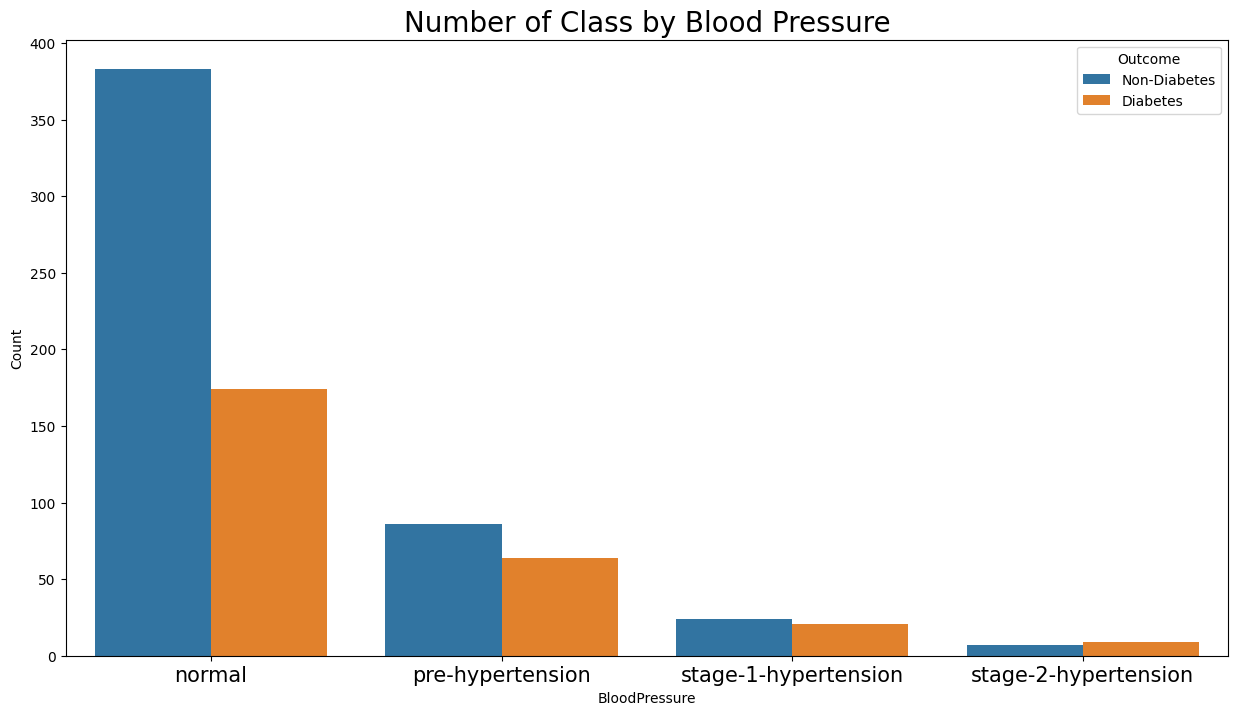 Number of Class by Blood Pressure
Outcome
Non-Diabetes
Diabetes
Count
400
350
300
250
200
150
100
50
0
normal
pre-hypertension
stage-1-hypertension
stage-2-hypertension
BloodPressure